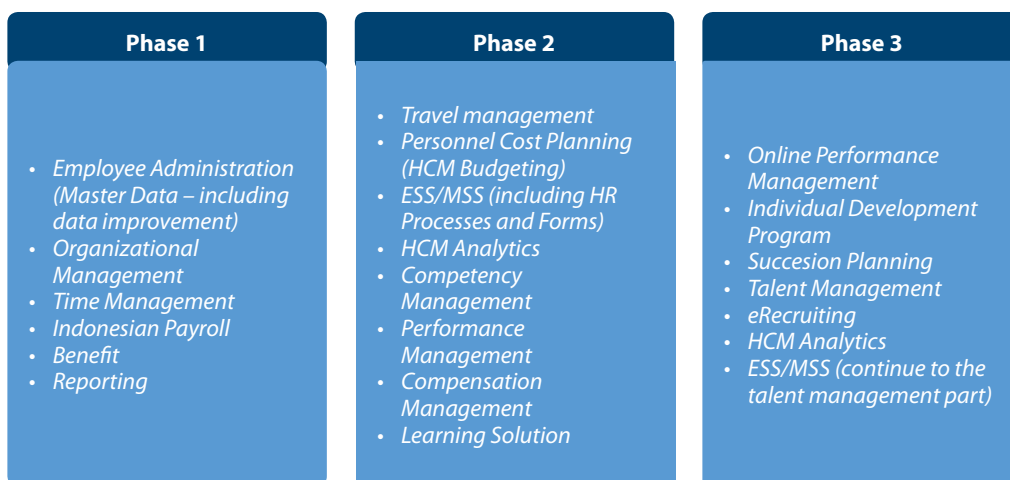 Phase 1
• Employee Administration
(Master Data – including
data improvement)
• Organizational
Management
• Time Management
• Indonesian Payroll
• Benefit
• Reporting
Phase 2
• Travel management
• Personnel Cost Planning
(HCM Budgeting)
• ESS/MSS (including HR
Processes and Forms)
• HCM Analytics
• Competency
Management
• Performance
Management
• Compensation
Management
• Learning Solution
Phase 3
• Online Performance
Management
• Individual Development
Program
• Succesion Planning
• Talent Management
• eRecruiting
• HCM Analytics
• ESS/MSS (continue to the
talent management part)